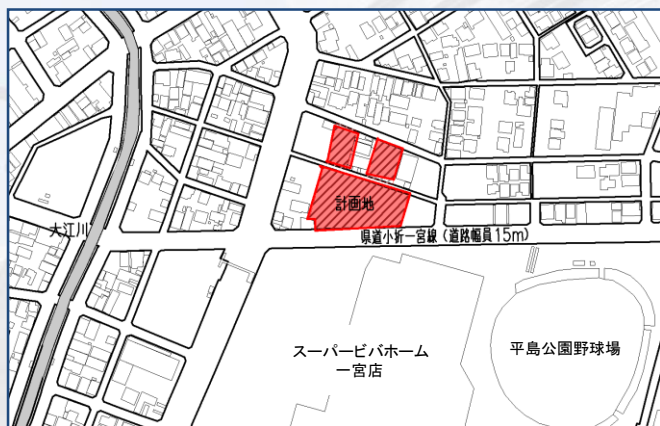 計画地
大江川
県道小折一宮線（道路幅員15m）
スーパービバホーム
一宮店
平島公園野球場